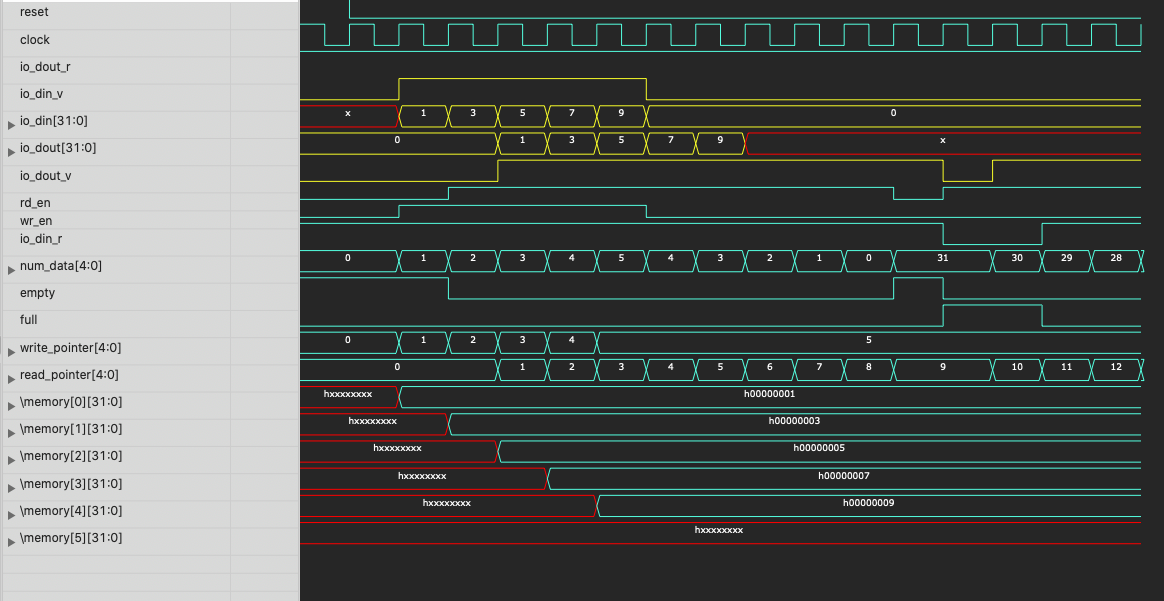 reset
clock
io_dout_r
io_din_v
io_din[31:0] x 1 3 5 7 9 0
io_dout[31:0] 0 1 3 5 7 9 x
io_dout_v
rd_en
wr_en
io_din_r
num_data[4:0] 0 1 2 3 4 5 4 3 2 1 0 31 30 29 28
empty
full
write_pointer[4:0] 0 1 2 3 4 5
read_pointer[4:0] 0 1 2 3 4 5 6 7 8 9 10 11 12
\memory[0][31:0] hxxxxxxxx h00000001
\memory[1][31:0] hxxxxxxxx h00000003
\memory[2][31:0] hxxxxxxxx h00000005
\memory[3][31:0] hxxxxxxxx h00000007
\memory[4][31:0] hxxxxxxxx h00000009
\memory[5][31:0] hxxxxxxxx